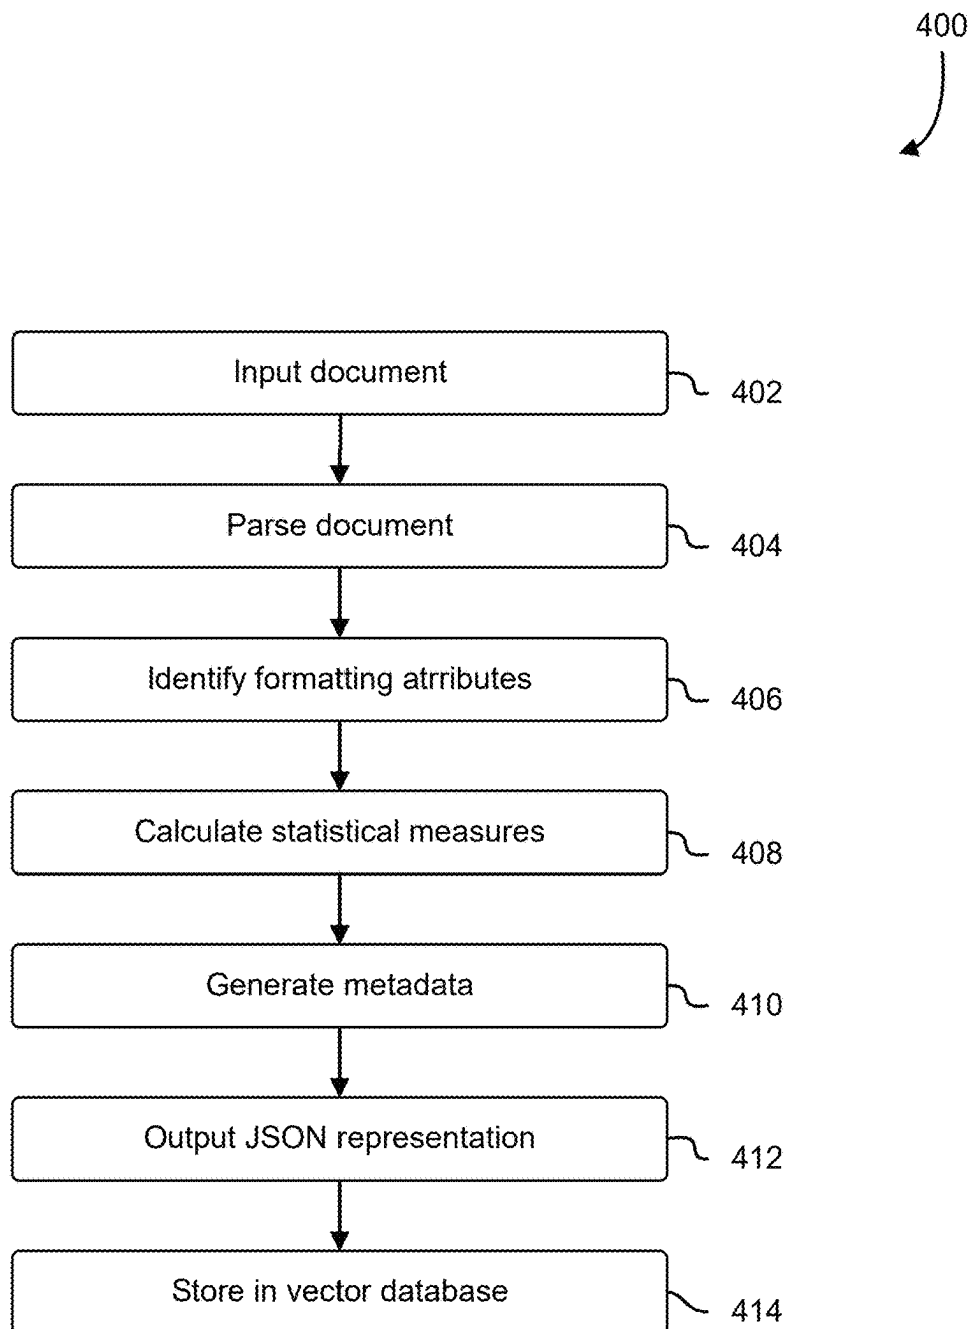 400
Input document
402
Parse document
404
Identify formatting atrributes
406
Calculate statistical measures
408
Generate metadata
410
Output JSON representation
412
Store in vector database
414